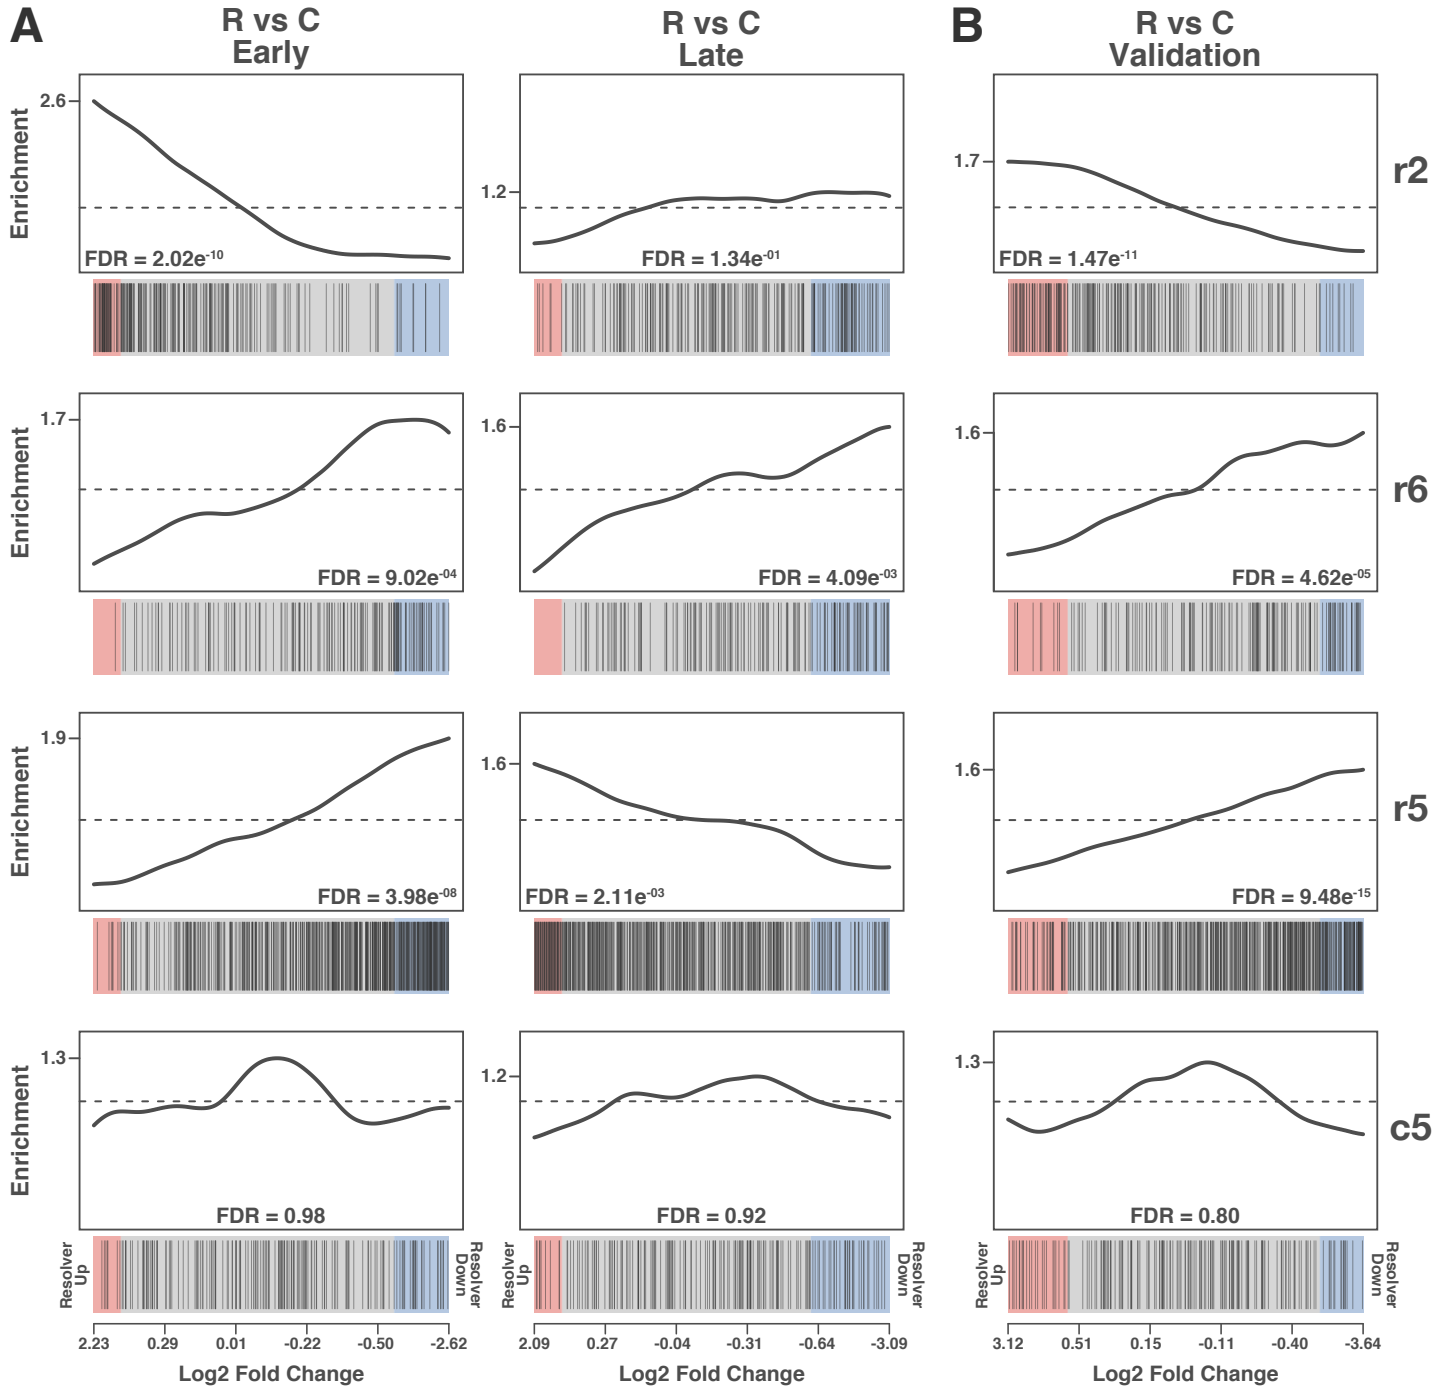 A
R vs C
Early
R vs C
Late
B
R vs C
Validation
Enrichment
2.6
FDR = 2.02e-10
1.2
FDR = 1.34e-01
1.7
FDR = 1.47e-11
r2
Enrichment
1.7
FDR = 9.02e-04
1.6
FDR = 4.09e-03
1.6
FDR = 4.62e-05
r6
Enrichment
1.9
FDR = 3.98e-08
1.6
FDR = 2.11e-03
1.6
FDR = 9.48e-15
r5
Enrichment
1.3
FDR = 0.98
1.2
FDR = 0.92
1.3
FDR = 0.80
c5
Resolver
Up
Resolver
Down
Resolver
Up
Resolver
Down
Resolver
Up
Resolver
Down
2.23 0.29 0.01 -0.22 -0.50 -2.62
2.09 0.27 -0.04 -0.31 -0.64 -3.09
3.12 0.51 0.15 -0.11 -0.40 -3.64
Log2 Fold Change
Log2 Fold Change
Log2 Fold Change